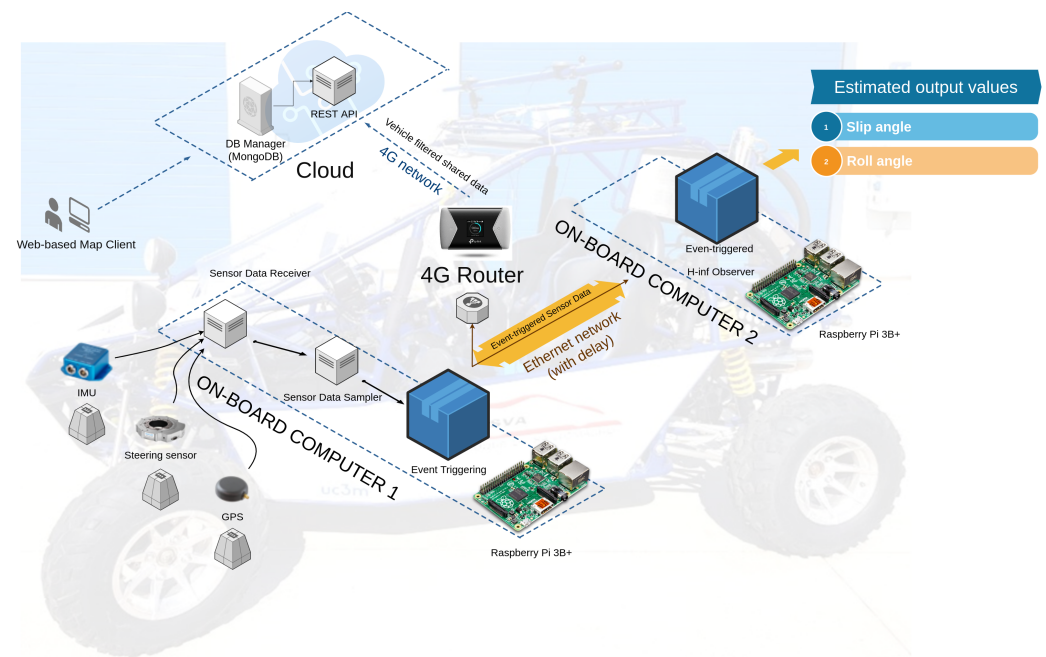 Estimated output values
1 Slip angle
2 Roll angle
REST API
DB Manager
(MongoDB)
Cloud
Vehicle filtered shared data
4G network
Web-based Map Client
4G Router
ON-BOARD COMPUTER 2
Even-triggered
H-inf Observer
Raspberry Pi 3B+
Event-triggered Sensor Data
Ethernet network
(with delay)
Sensor Data Receiver
IMU
Sensor Data Sampler
ON-BOARD COMPUTER 1
Steering sensor
GPS
Event Triggering
Raspberry Pi 3B+
uc3m